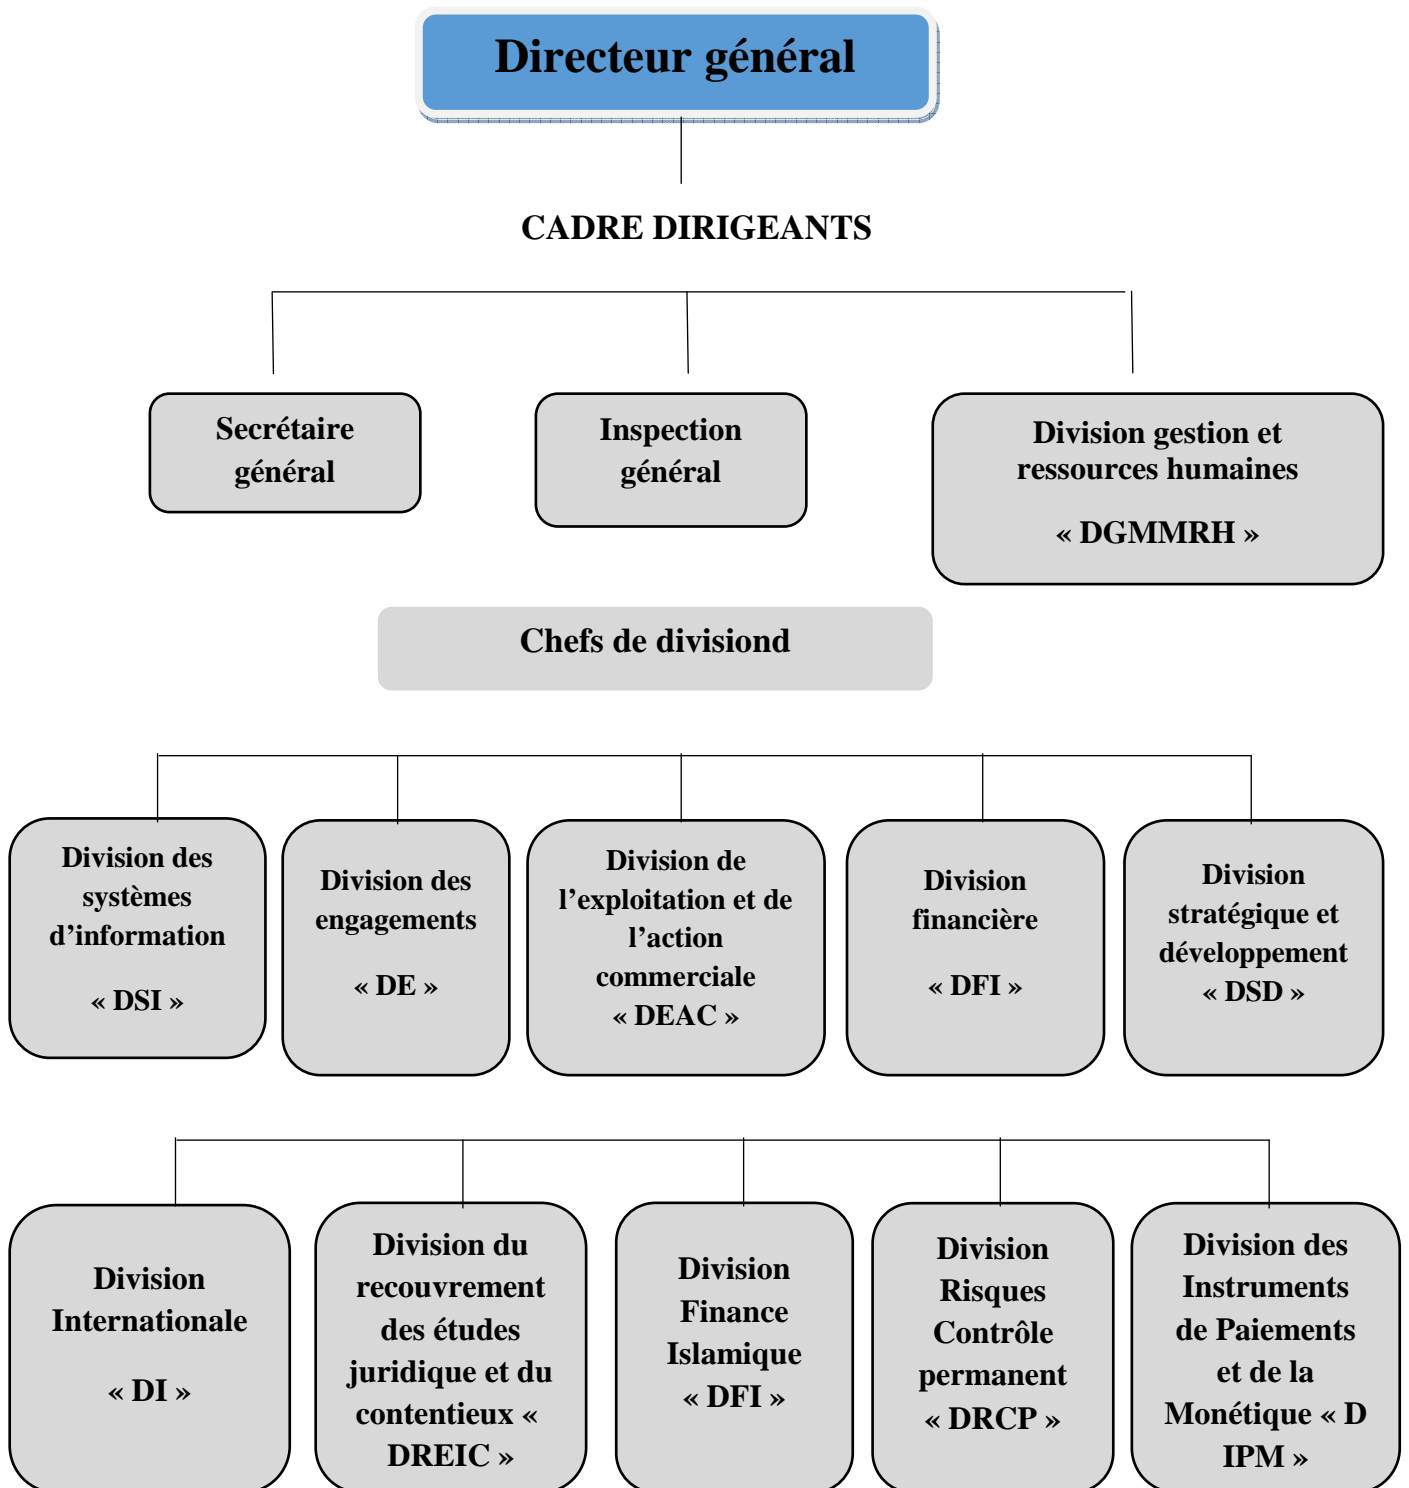 Directeur général
CADRE DIRIGEANTS
Secrétaire
général
Inspection
général
Division gestion et
ressources humaines
« DGMMRH »
Chefs de divisiond
Division des
systèmes
d’information
« DSI »
Division des
engagements
« DE »
Division de
l’exploitation et de
l’action
commerciale
« DEAC »
Division
financière
« DFI »
Division
stratégique et
développement
« DSD »
Division
Internationale
« DI »
Division du
recouvrement
des études
juridique et du
contentieux «
DREIC »
Division
Finance
Islamique
« DFI »
Division
Risques
Contrôle
permanent
« DRCP »
Division des
Instruments
de Paiements
et de la
Monétique « D
IPM »